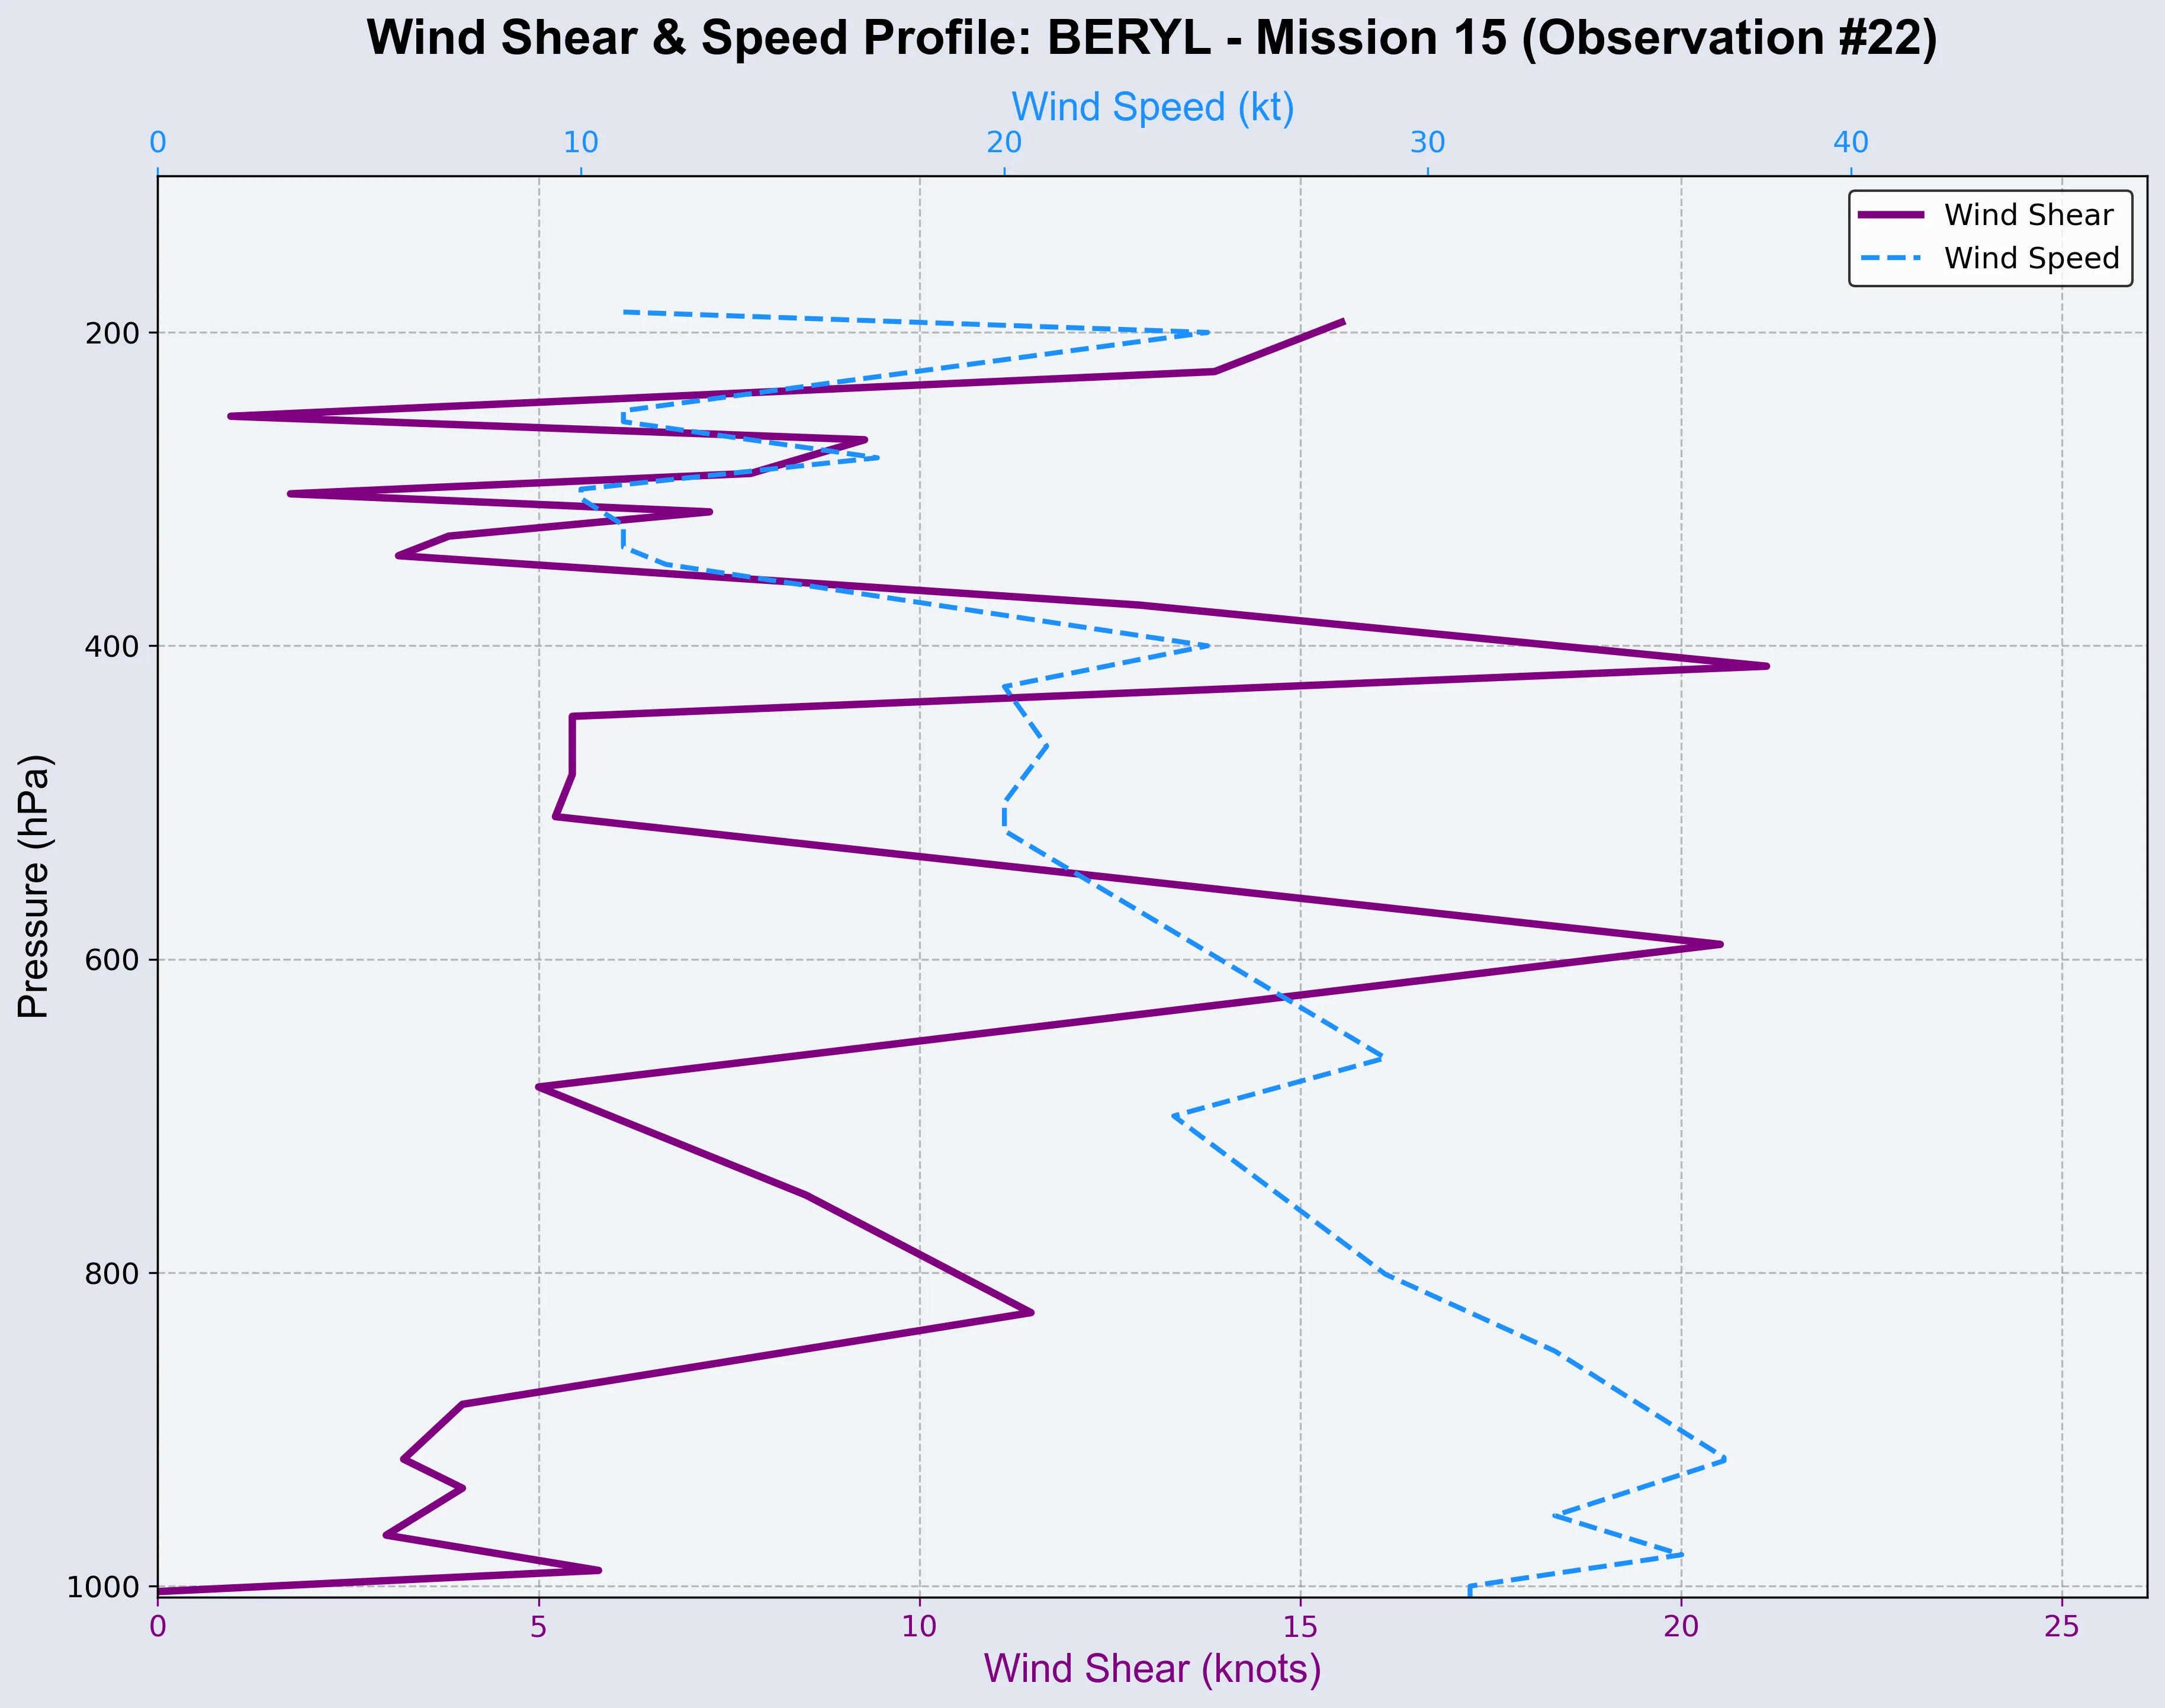 Wind Shear & Speed Profile: BERYL - Mission 15 (Observation #22)
Wind Speed (kt)
0 10 20 30 40
Wind Shear
Wind Speed
200
400
600
800
1000
Pressure (hPa)
0 5 10 15 20 25
Wind Shear (knots)